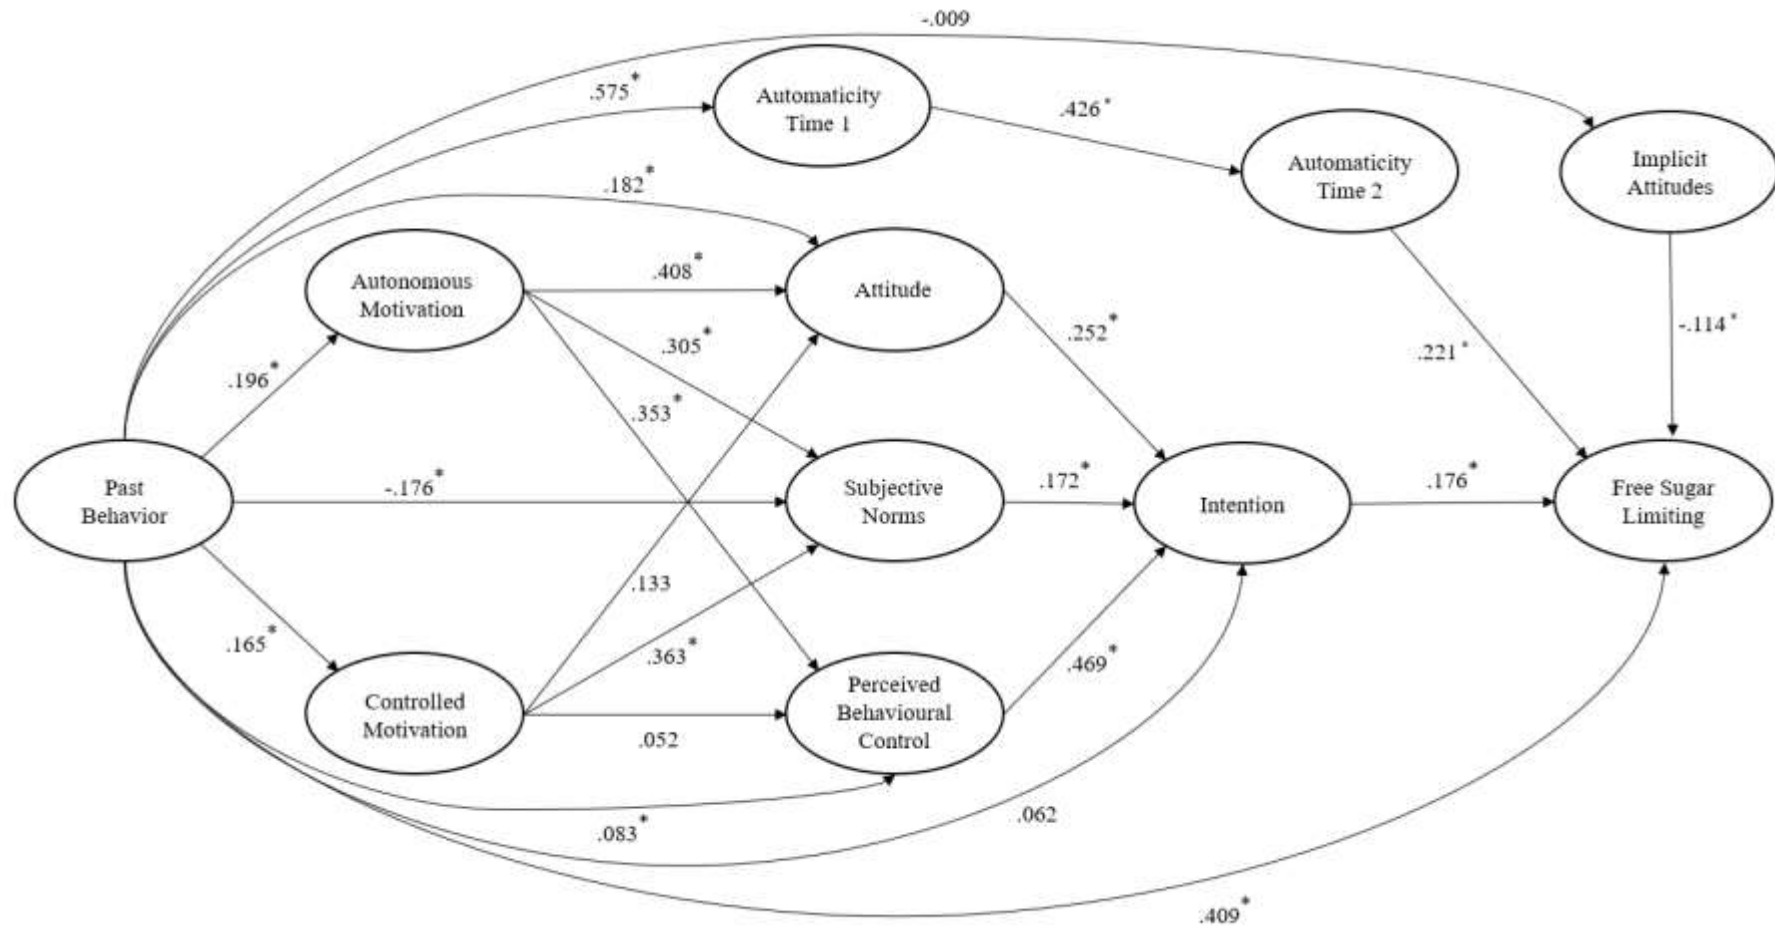 -.009
.575*
Automaticity
Time 1
.426*
Automaticity
Time 2
Implicit
Attitudes
.182*
Autonomous
Motivation
.408*
Attitude
.305*
.252*
.221*
-.114*
.196*
.353*
Past
Behavior
-.176*
Subjective
Norms
.172*
Intention
.176*
Free Sugar
Limiting
.133
.165*
.363*
.469*
Controlled
Motivation
.052
Perceived
Behavioural
Control
.083*
.062
.409*